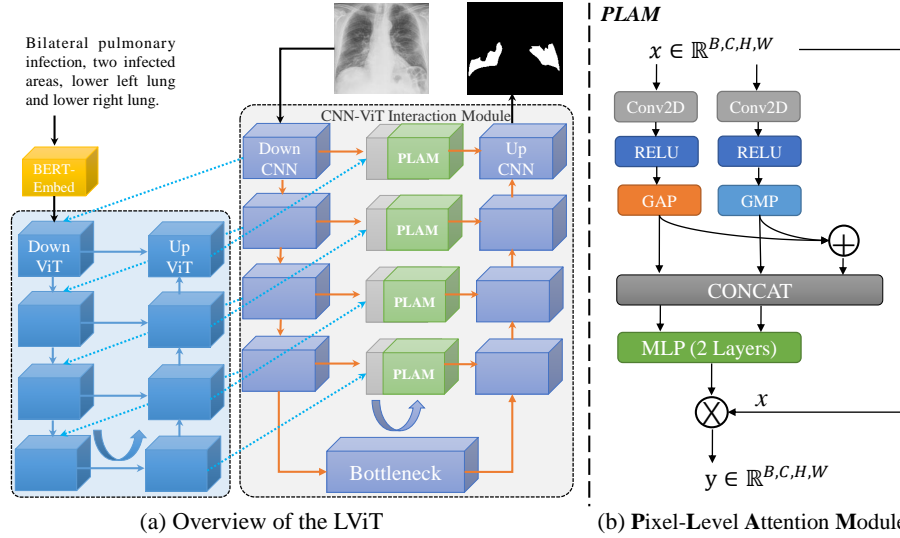 Bilateral pulmonary
infection, two infected
areas, lower left lung
and lower right lung.
BERT-
Embed
Down
ViT
Up
ViT
CNN-ViT Interaction Module
Down
CNN
PLAM
Up
CNN
PLAM
PLAM
PLAM
Bottleneck
(a) Overview of the LViT
PLAM
x ∈ ℝ^{B,C,H,W}
Conv2D
Conv2D
RELU
RELU
GAP
GMP
+
CONCAT
MLP (2 Layers)
x
y ∈ ℝ^{B,C,H,W}
(b) Pixel-Level Attention Module